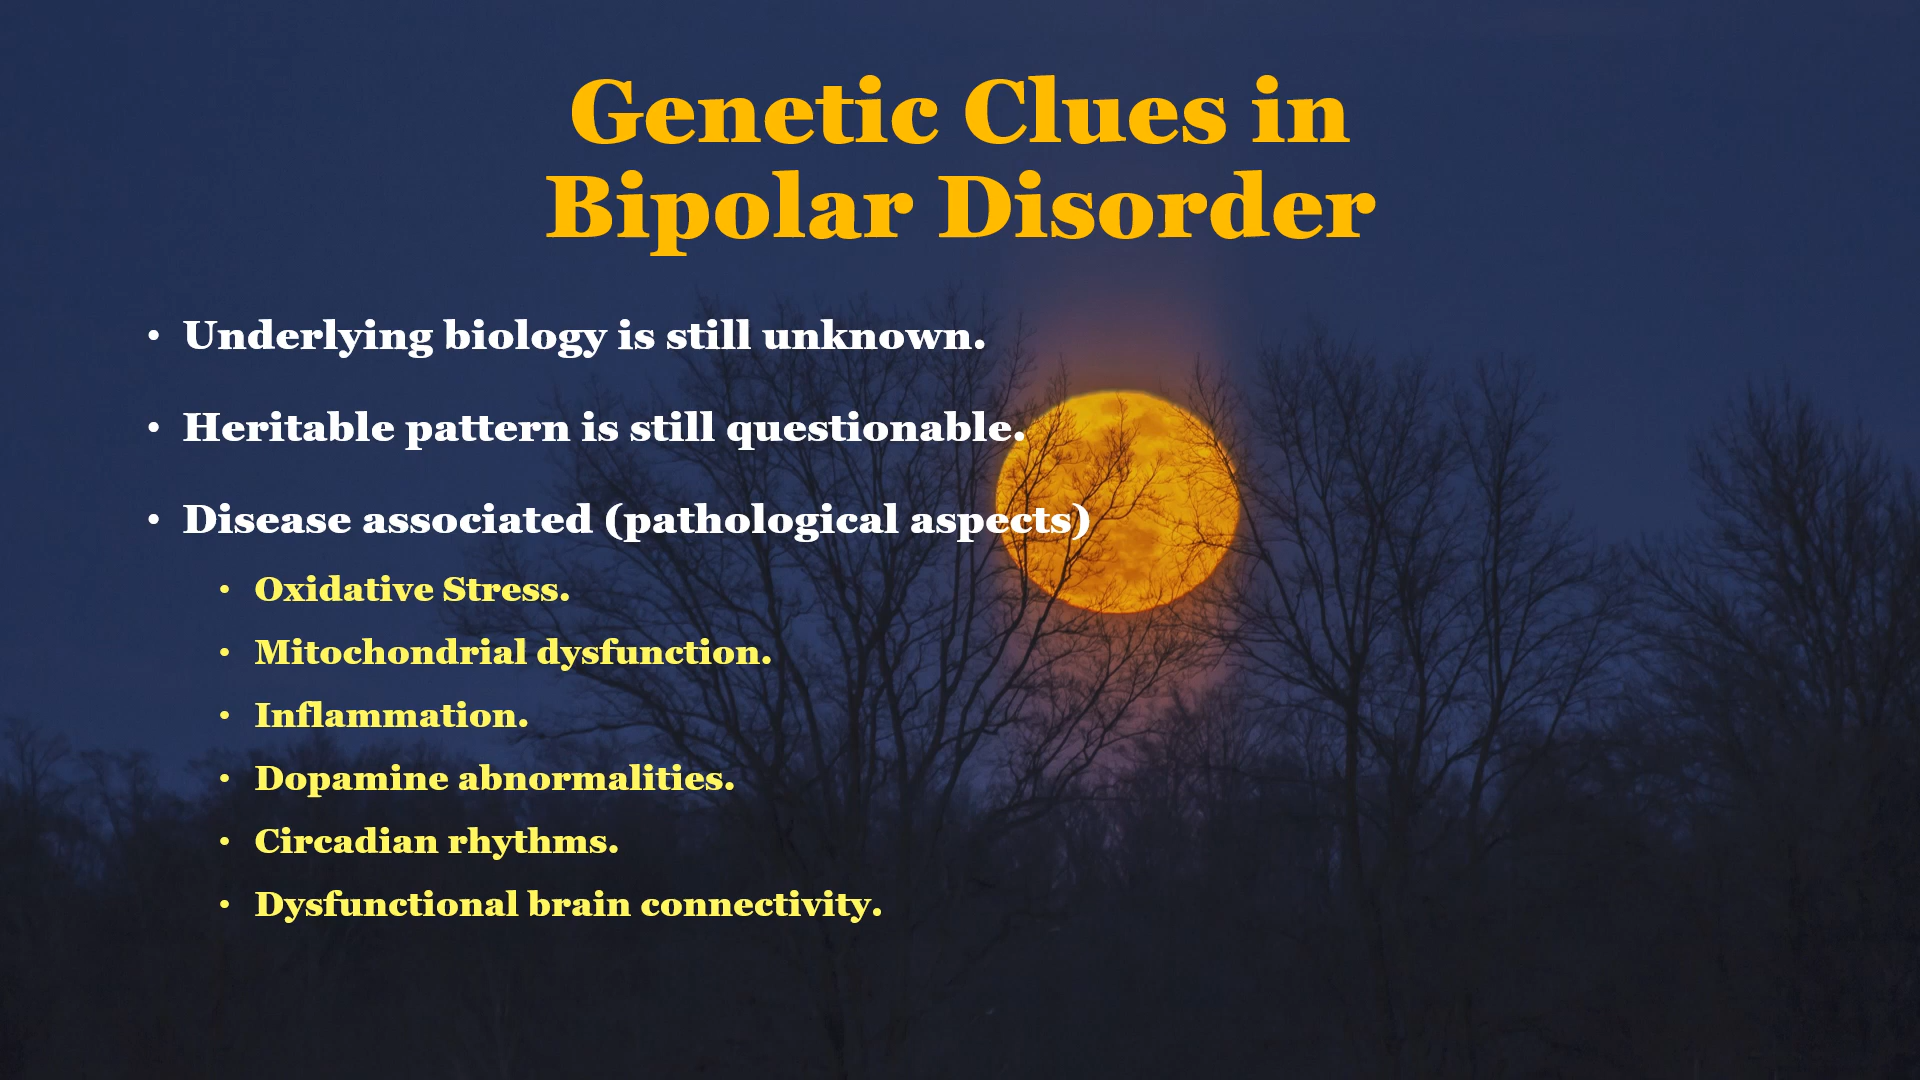 Genetic Clues in
Bipolar Disorder
• Underlying biology is still unknown.
• Heritable pattern is still questionable.
• Disease associated (pathological aspects)
• Oxidative Stress.
• Mitochondrial dysfunction.
• Inflammation.
• Dopamine abnormalities.
• Circadian rhythms.
• Dysfunctional brain connectivity.